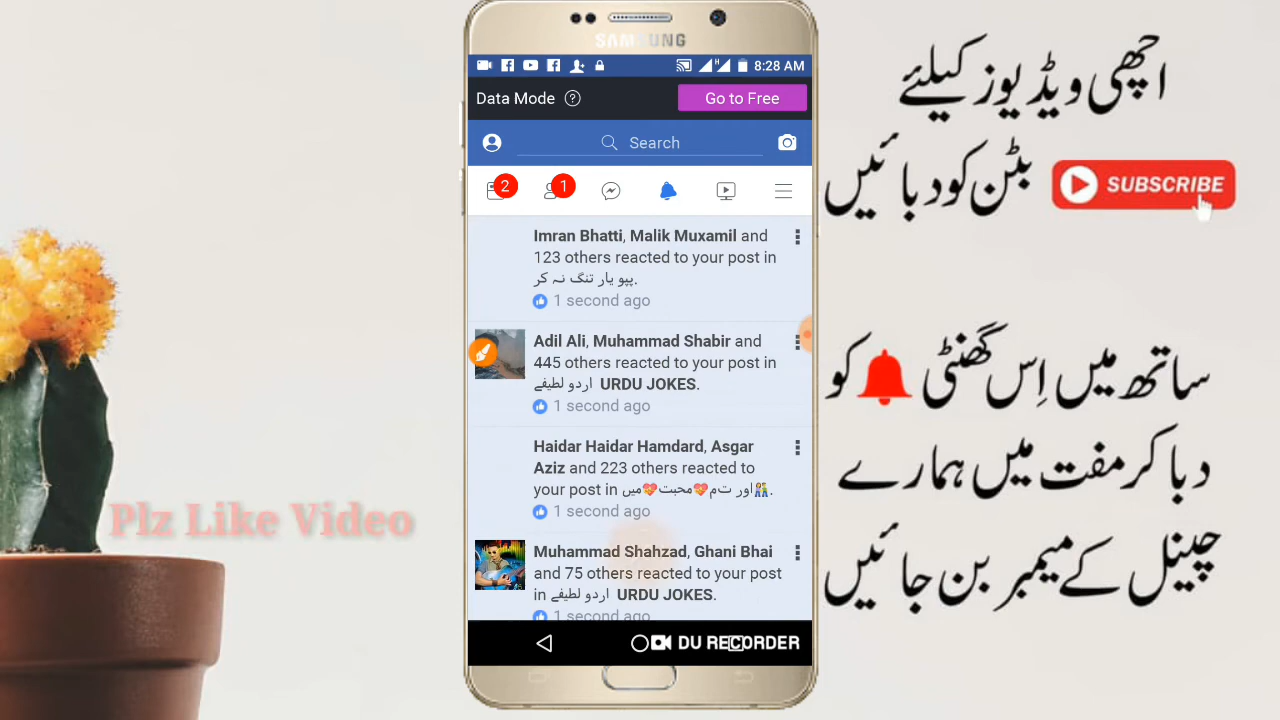 SAMSUNG
8:28 AM
Data Mode ?
Go to Free
Search
2
1
Imran Bhatti, Malik Muxamil and
123 others reacted to your post in
پپو یار تنگ نہ کر.
1 second ago
Adil Ali, Muhammad Shabir and
445 others reacted to your post in
اردو لطیفے URDU JOKES.
1 second ago
Haidar Haidar Hamdard, Asgar
Aziz and 223 others reacted to
your post in اور تم💝محبت💝میں👫.
1 second ago
Muhammad Shahzad, Ghani Bhai
and 75 others reacted to your post
in اردو لطیفے URDU JOKES.
1 second ago
DU RECORDER
Plz Like Video
اچھی ویڈیوز کیلئے
بٹن کو دبائیں
SUBSCRIBE
ساتھ میں اِس گھنٹی 🔔 کو
دبا کر مفت میں ہمارے
چینل کے میمبر بن جائیں